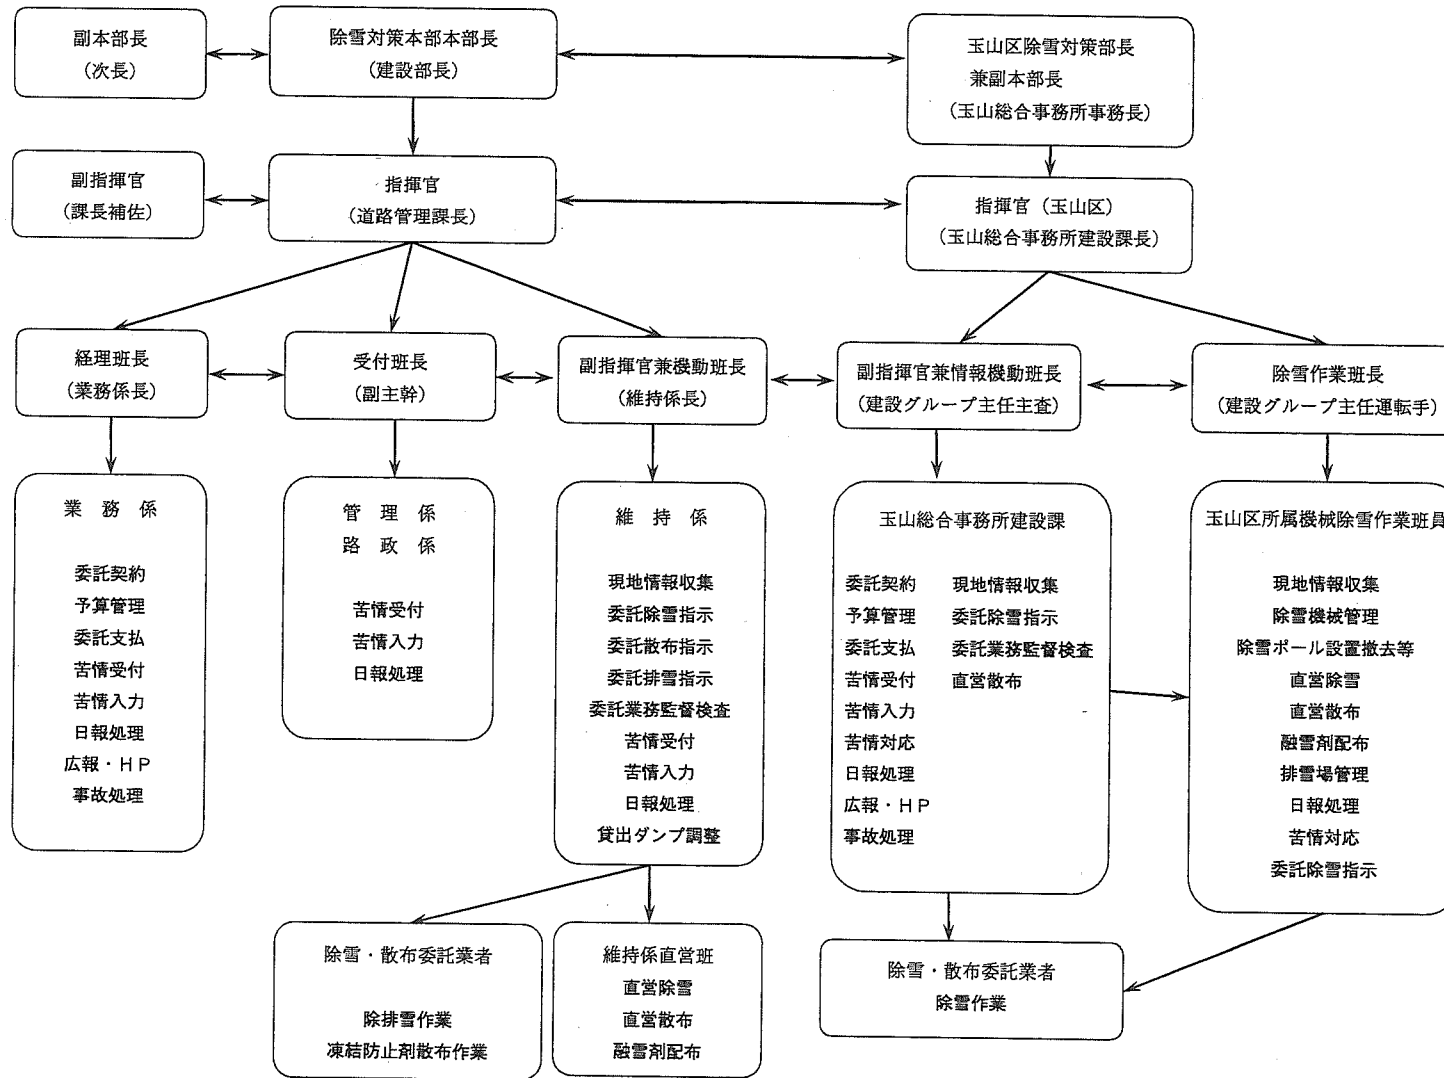 副本部長
(次長)
除雪対策本部本部長
(建設部長)
玉山区除雪対策部長
兼副本部長
(玉山総合事務所事務長)
副指揮官
(課長補佐)
指揮官
(道路管理課長)
指揮官(玉山区)
(玉山総合事務所建設課長)
経理班長
(業務係長)
受付班長
(副主幹)
副指揮官兼機動班長
(維持係長)
副指揮官兼情報機動班長
(建設グループ主任主査)
除雪作業班長
(建設グループ主任運転手)
業 務 係
委託契約
予算管理
委託支払
苦情受付
苦情入力
日報処理
広報・HP
事故処理
管 理 係
路 政 係
苦情受付
苦情入力
日報処理
維 持 係
現地情報収集
委託除雪指示
委託散布指示
委託排雪指示
委託業務監督検査
苦情受付
苦情入力
日報処理
貸出ダンプ調整
玉山総合事務所建設課
委託契約 現地情報収集
予算管理 委託除雪指示
委託支払 委託業務監督検査
苦情受付 直営散布
苦情入力
苦情対応
日報処理
広報・HP
事故処理
玉山区所属機械除雪作業班員
現地情報収集
除雪機械管理
除雪ポール設置撤去等
直営除雪
直営散布
融雪剤配布
排雪場管理
日報処理
苦情対応
委託除雪指示
除雪・散布委託業者
除排雪作業
凍結防止剤散布作業
維持係直営班
直営除雪
直営散布
融雪剤配布
除雪・散布委託業者
除雪作業